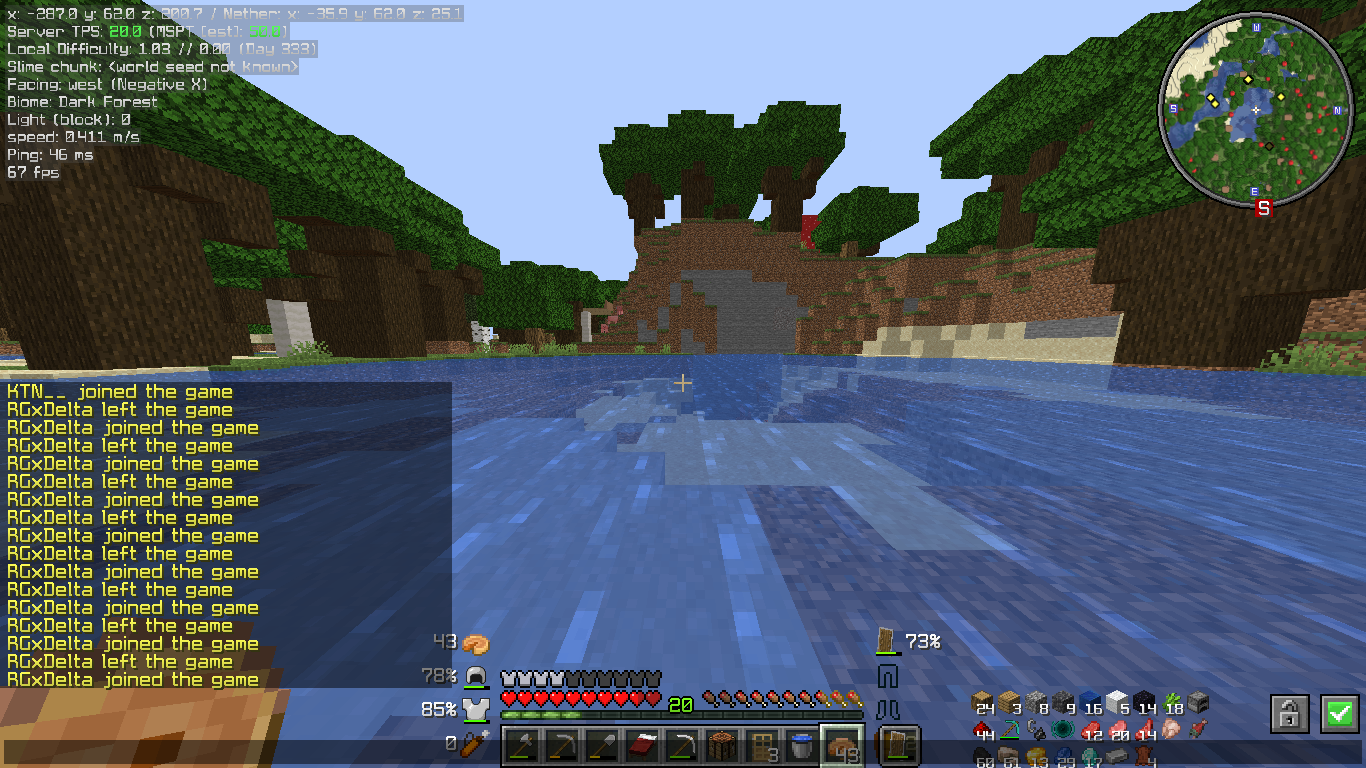 x: -287.0 y: 62.0 z: 200.7 / Nether: x: -35.9 y: 62.0 z: 25.1
Server TPS: 20.0 (MSPT [est]: 50.0)
Local Difficulty: 1.03 // 0.00 (Day 333)
Slime chunk: <world seed not known>
Facing: west (Negative X)
Biome: Dark Forest
Light (block): 0
speed: 0.411 m/s
Ping: 46 ms
67 fps
W
S
N
E
S
KTN__ joined the game
RGxDelta left the game
RGxDelta joined the game
RGxDelta left the game
RGxDelta joined the game
RGxDelta left the game
RGxDelta joined the game
RGxDelta left the game
RGxDelta joined the game
RGxDelta left the game
RGxDelta joined the game
RGxDelta left the game
RGxDelta joined the game
RGxDelta left the game
RGxDelta joined the game
RGxDelta left the game
RGxDelta joined the game
43
73%
78%
85%
20
0
3
43
24 3 8 9 16 5 14 18
44 12 20 14
60 61 13 29 17 4